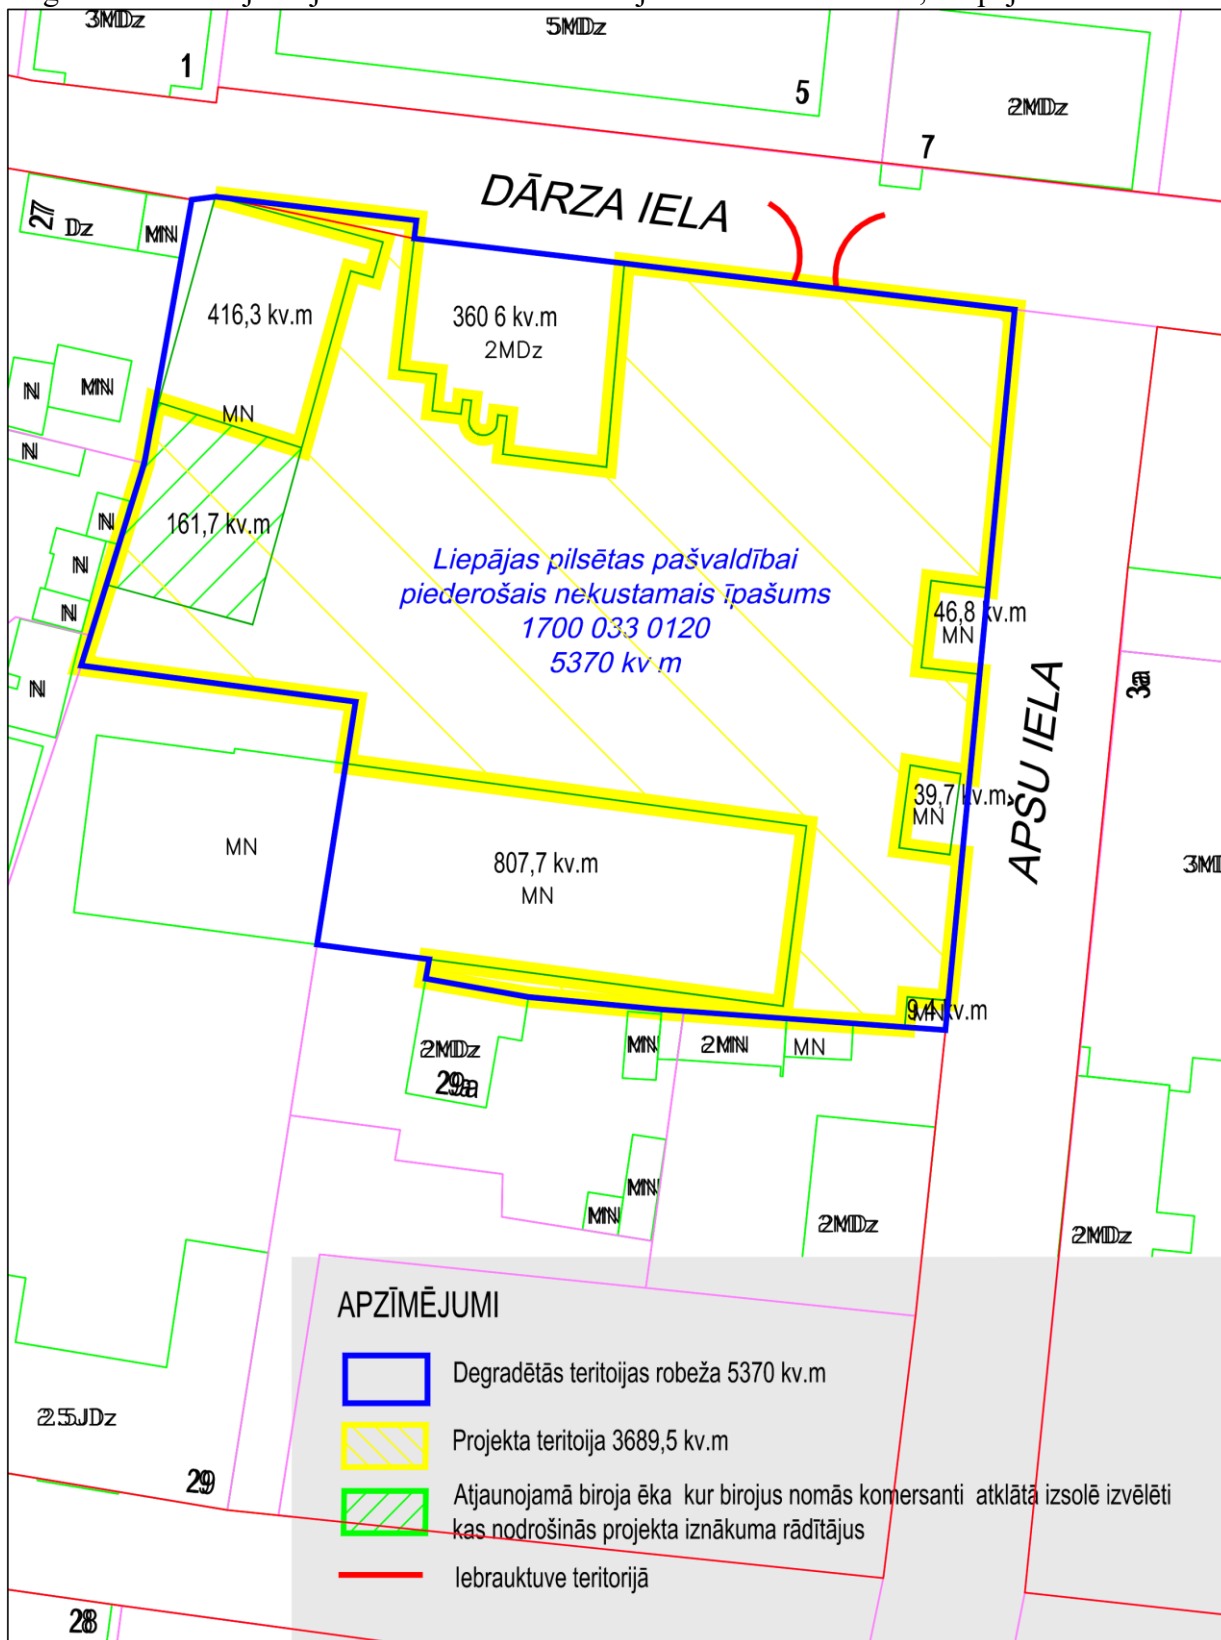 3MDz
5MDz
1
5
2MDz
7
DĀRZA IELA
27
Dz
MN
416,3 kv.m
360 6 kv.m
2MDz
N
MN
MN
N
161,7 kv.m
N
Liepājas pilsētas pašvaldībai
piederošais nekustamais īpašums
1700 033 0120
5370 kv m
N
N
46,8 kv.m
MN
N
3a
APŠU IELA
39,7 kv.m
MN
MN
807,7 kv.m
MN
9,4 kv.m
MN
2MDz
29a
MN
2MN
MN
MN
MN
2MDz
2MDz
APZĪMĒJUMI
Degradētās teritoijas robeža 5370 kv.m
Projekta teritoija 3689,5 kv.m
Atjaunojamā biroja ēka kur birojus nomās komersanti atklātā izsolē izvēlēti
kas nodrošinās projekta iznākuma rādītājus
Iebrauktuve teritorijā
2.5JDz
29
28